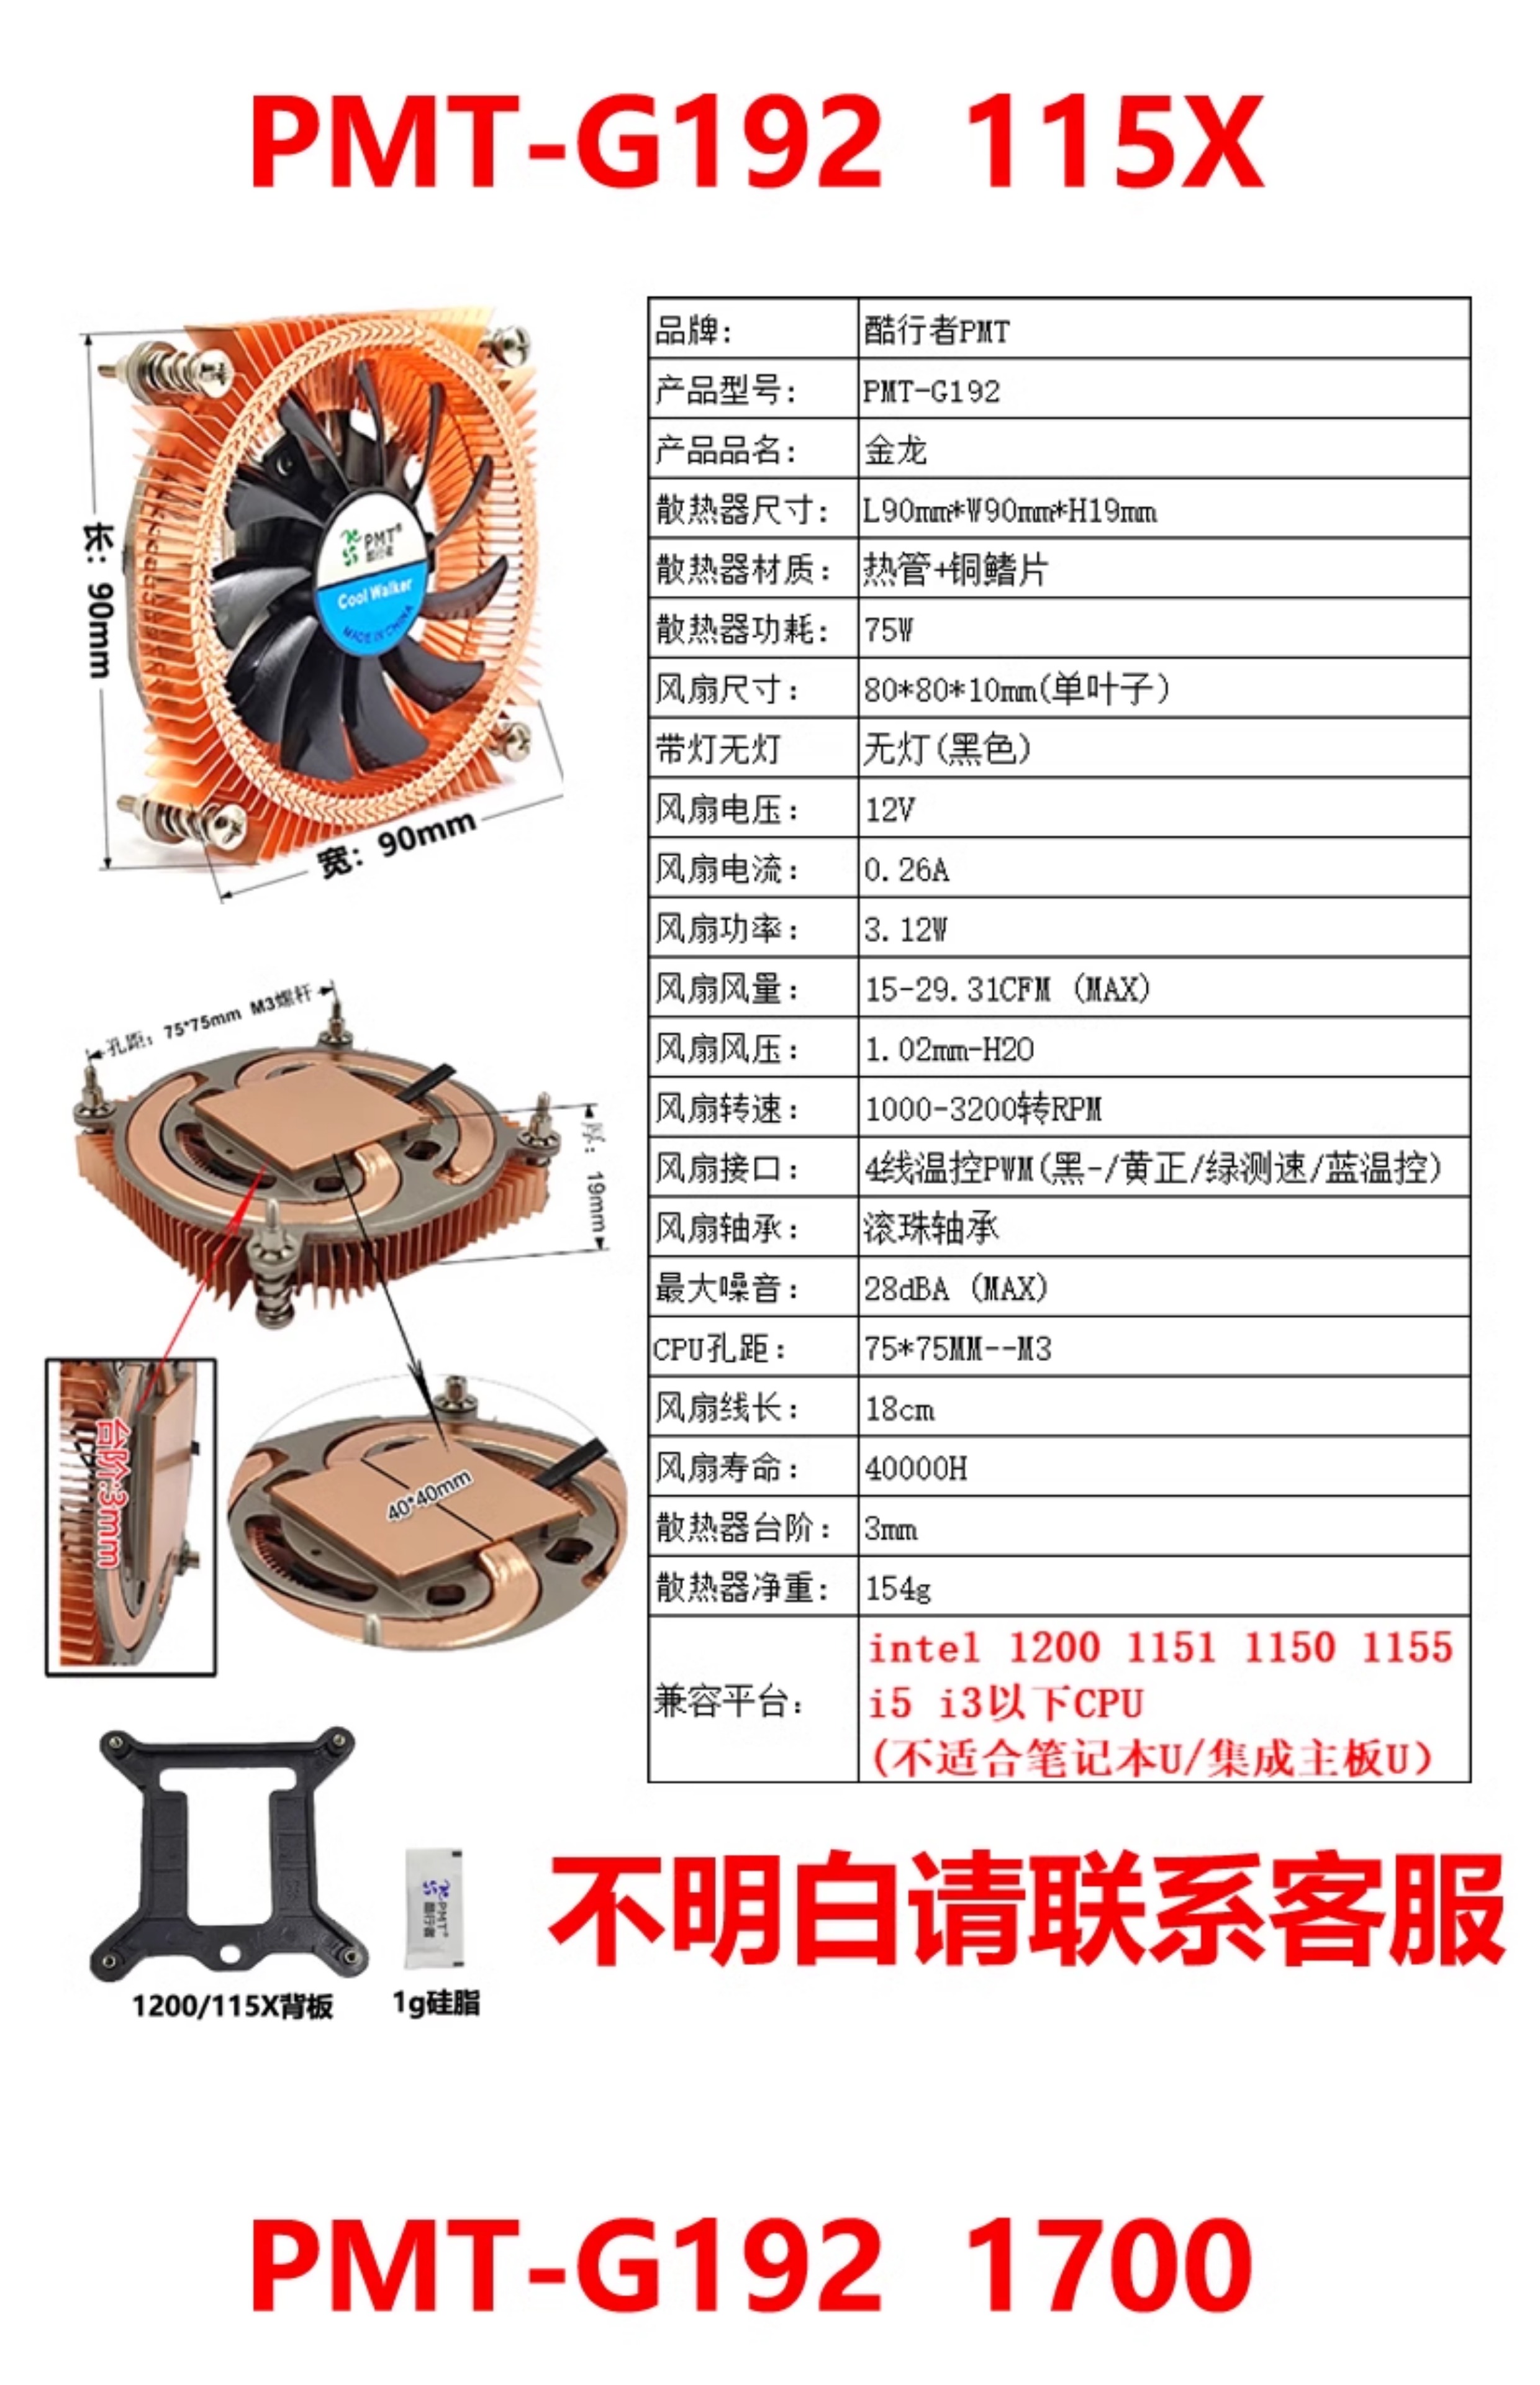 PMT-G192 115X
长：90mm
PMT®
酷行者
Cool Walker
MADE IN CHINA
宽：90mm
孔距：75*75mm M3螺杆
厚：19mm
台阶:3mm
40*40mm
品牌： 酷行者PMT
产品型号： PMT-G192
产品品名： 金龙
散热器尺寸： L90mm*W90mm*H19mm
散热器材质： 热管+铜鳍片
散热器功耗： 75W
风扇尺寸： 80*80*10mm(单叶子)
带灯无灯 无灯(黑色)
风扇电压： 12V
风扇电流： 0.26A
风扇功率： 3.12W
风扇风量： 15-29.31CFM (MAX)
风扇风压： 1.02mm-H2O
风扇转速： 1000-3200转RPM
风扇接口： 4线温控PWM(黑-/黄正/绿测速/蓝温控)
风扇轴承： 滚珠轴承
最大噪音： 28dBA (MAX)
CPU孔距： 75*75MM--M3
风扇线长： 18cm
风扇寿命： 40000H
散热器台阶： 3mm
散热器净重： 154g
兼容平台： intel 1200 1151 1150 1155
i5 i3以下CPU
(不适合笔记本U/集成主板U)
PMT®
酷行者
1200/115X背板
1g硅脂
不明白请联系客服
PMT-G192 1700